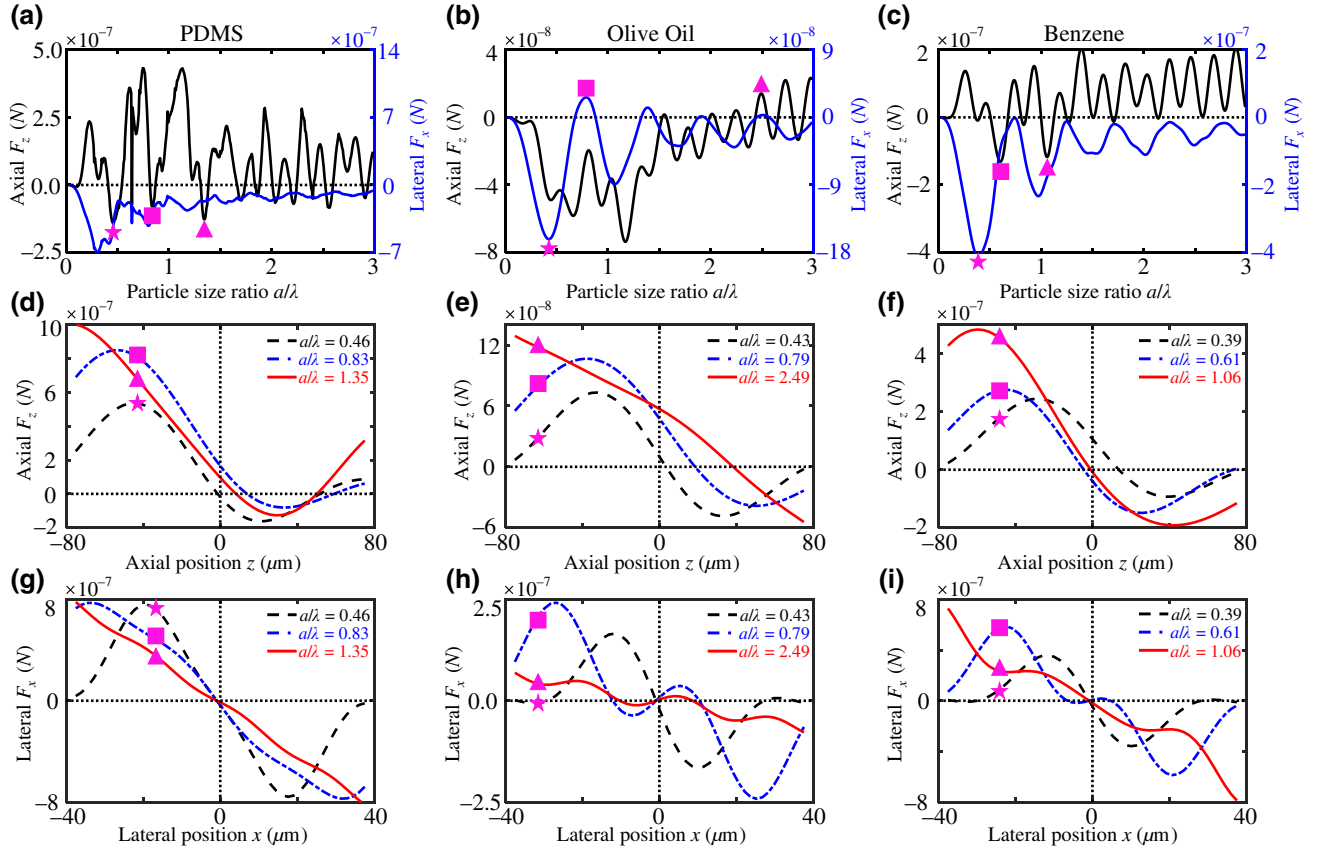 (a) PDMS (b) Olive Oil (c) Benzene
×10⁻⁷ ×10⁻⁷ ×10⁻⁸ ×10⁻⁸ ×10⁻⁷ ×10⁻⁷
5.0 14 4 9 2 2
2.5 7 0 0 1 0
0.0 0 −4 −9 0 −2
−2.5 −7 −8 −18 −2 −4
Axial F_z (N) Lateral F_x (N) Axial F_z (N) Lateral F_x (N) Axial F_z (N) Lateral F_x (N)
0 1 2 3 0 1 2 3 0 1 2 3
Particle size ratio a/λ Particle size ratio a/λ Particle size ratio a/λ
(d) (e) (f)
×10⁻⁷ ×10⁻⁸ ×10⁻⁷
10 12 4
6 6 2
2 0 0
0 −6 −2
−2
a/λ = 0.46 a/λ = 0.43 a/λ = 0.39
a/λ = 0.83 a/λ = 0.79 a/λ = 0.61
a/λ = 1.35 a/λ = 2.49 a/λ = 1.06
Axial F_z (N) Axial F_z (N) Axial F_z (N)
−80 0 80 −80 0 80 −80 0 80
Axial position z (μm) Axial position z (μm) Axial position z (μm)
(g) (h) (i)
×10⁻⁷ ×10⁻⁷ ×10⁻⁷
8 2.5 8
0 0.0 0
−8 −2.5 −8
a/λ = 0.46 a/λ = 0.43 a/λ = 0.39
a/λ = 0.83 a/λ = 0.79 a/λ = 0.61
a/λ = 1.35 a/λ = 2.49 a/λ = 1.06
Lateral F_x (N) Lateral F_x (N) Lateral F_x (N)
−40 0 40 −40 0 40 −40 0 40
Lateral position x (μm) Lateral position x (μm) Lateral position x (μm)